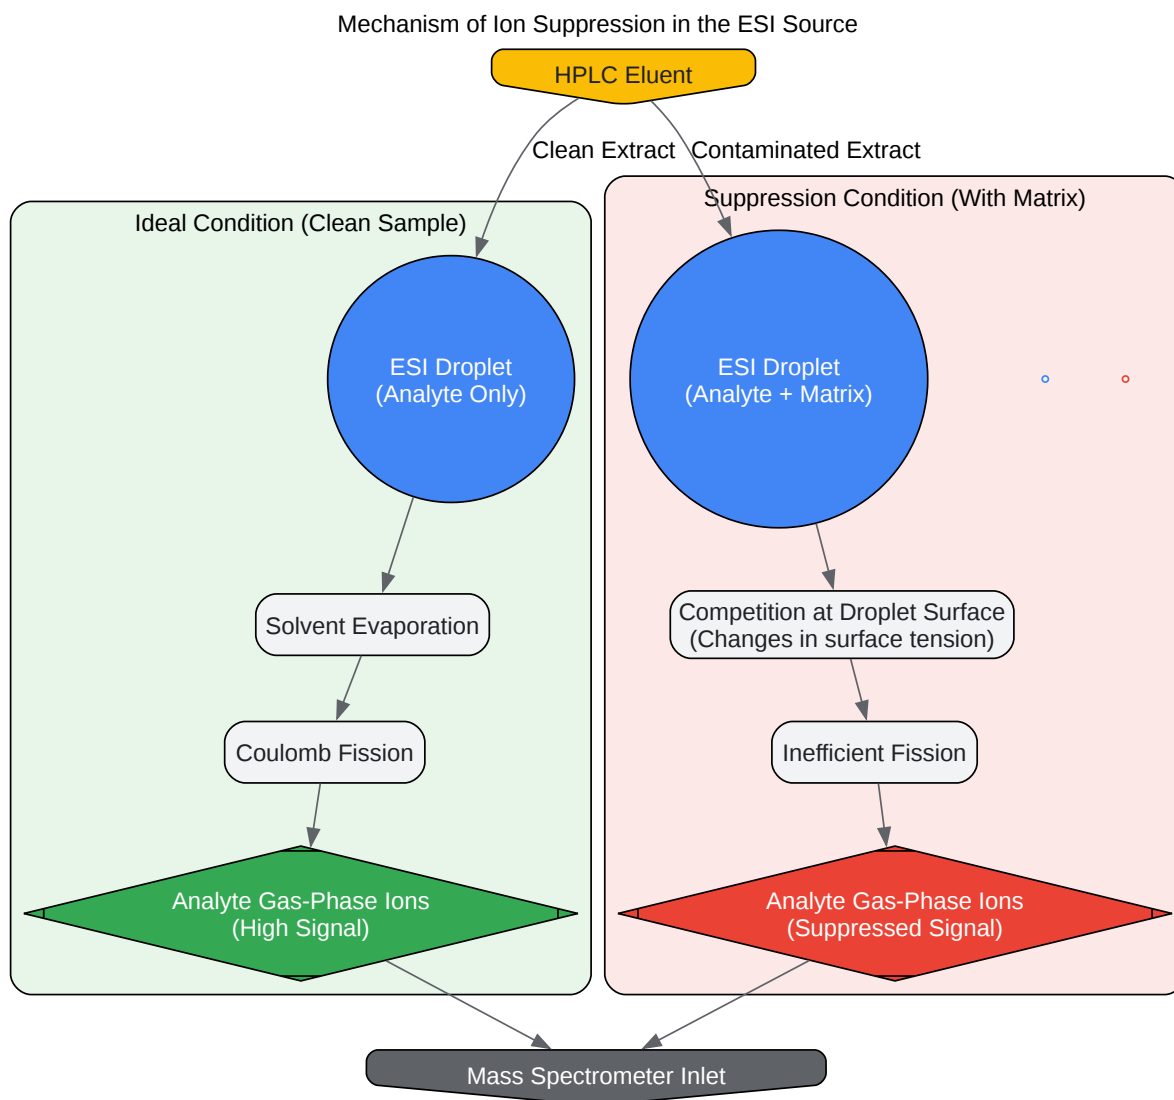 Mechanism of Ion Suppression in the ESI Source
HPLC Eluent
Clean Extract
Contaminated Extract
Ideal Condition (Clean Sample)
Suppression Condition (With Matrix)
ESI Droplet
(Analyte Only)
ESI Droplet
(Analyte + Matrix)
Solvent Evaporation
Competition at Droplet Surface
(Changes in surface tension)
Coulomb Fission
Inefficient Fission
Analyte Gas-Phase Ions
(High Signal)
Analyte Gas-Phase Ions
(Suppressed Signal)
Mass Spectrometer Inlet